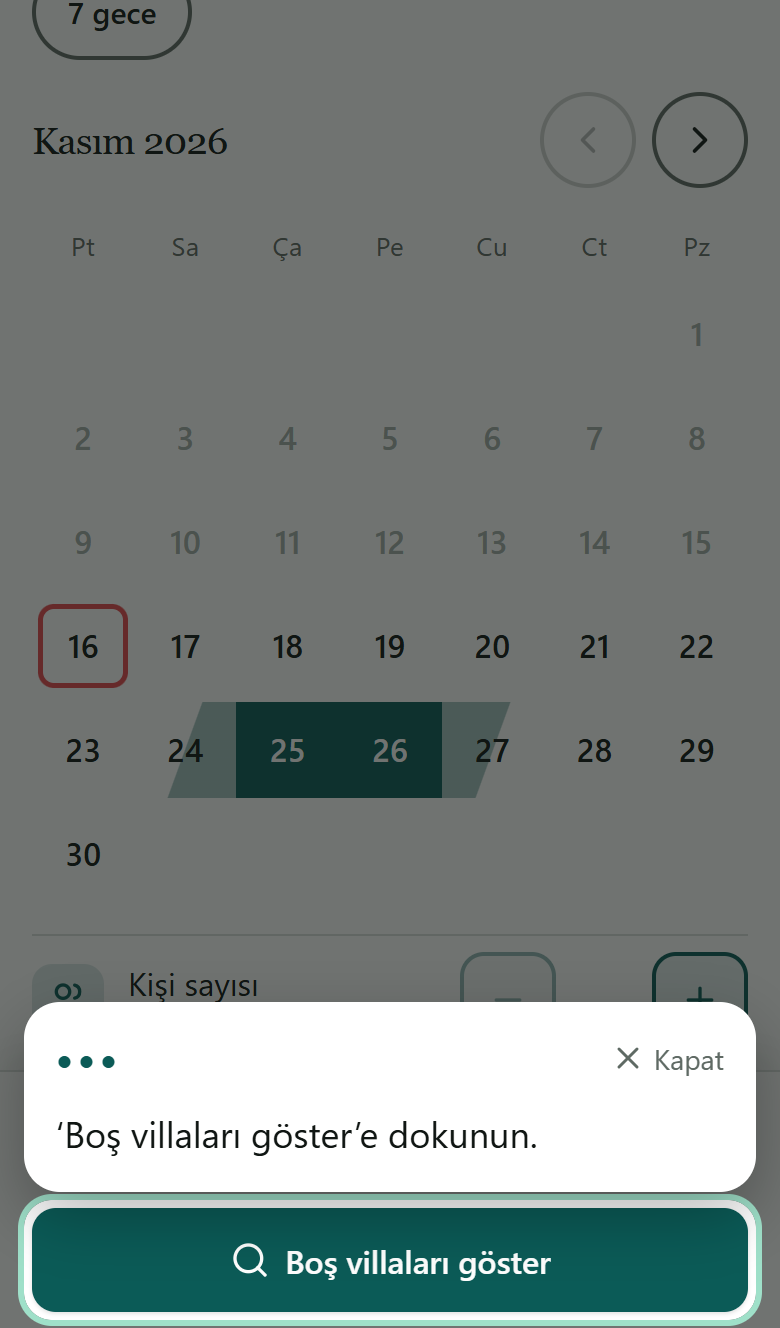 7 gece
Kasım 2026
Pt Sa Ça Pe Cu Ct Pz
1
2 3 4 5 6 7 8
9 10 11 12 13 14 15
16 17 18 19 20 21 22
23 24 25 26 27 28 29
30
Kişi sayısı
Kapat
‘Boş villaları göster’e dokunun.
Boş villaları göster